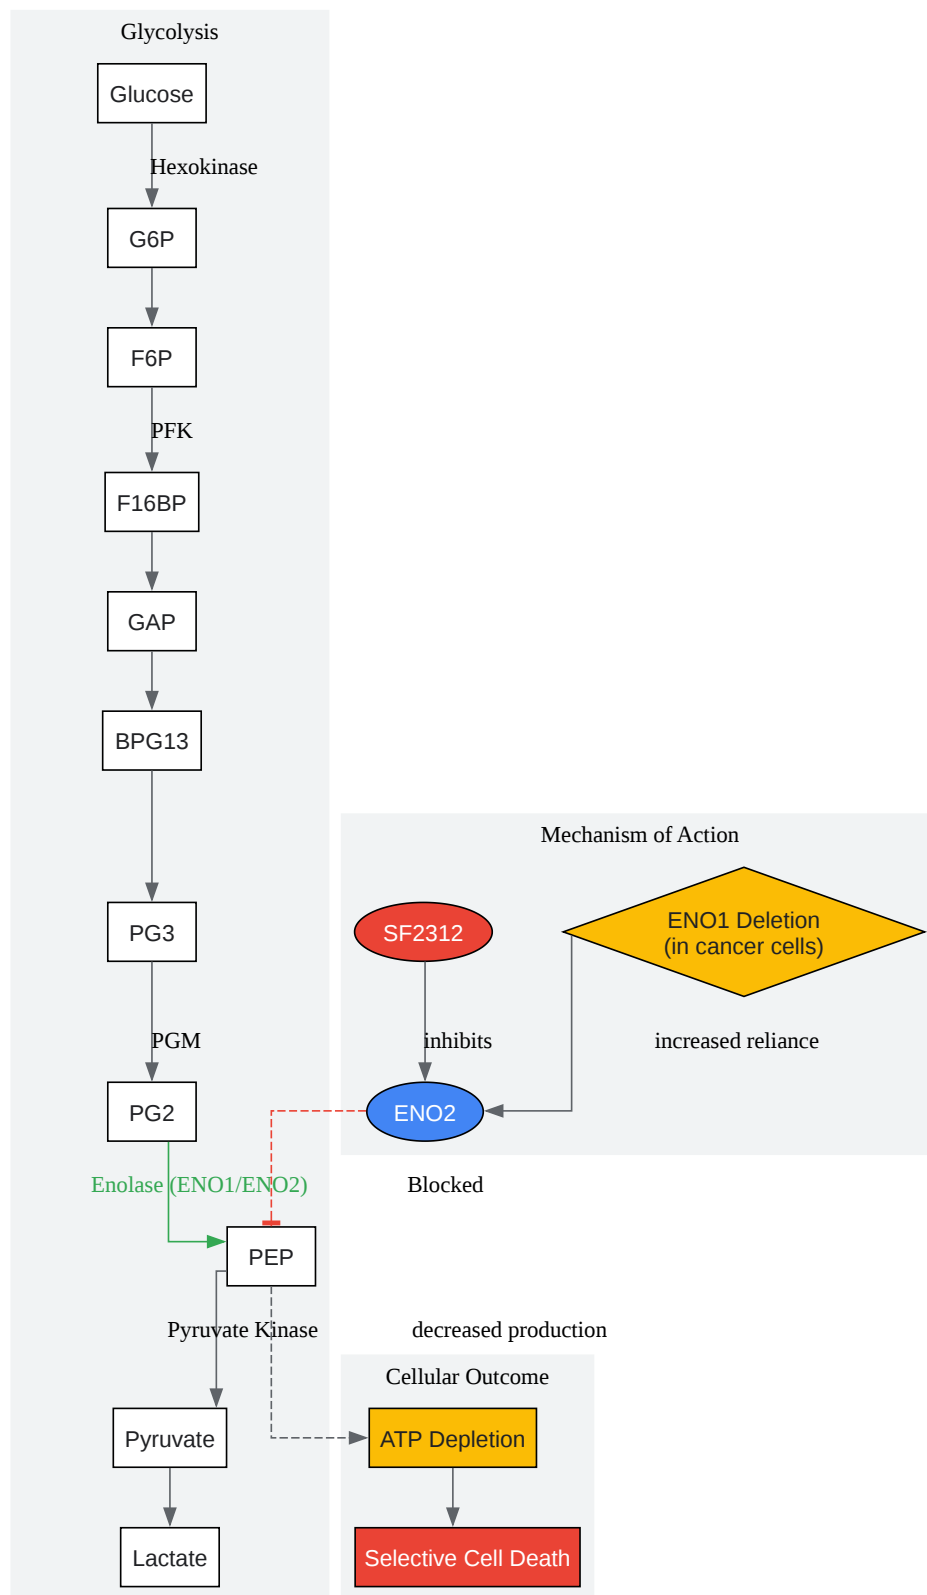 Glycolysis
Glucose
Hexokinase
G6P
F6P
PFK
F16BP
GAP
BPG13
Mechanism of Action
PG3
SF2312
ENO1 Deletion
(in cancer cells)
PGM
inhibits
increased reliance
PG2
ENO2
Enolase (ENO1/ENO2)
Blocked
PEP
Pyruvate Kinase
decreased production
Cellular Outcome
Pyruvate
ATP Depletion
Lactate
Selective Cell Death